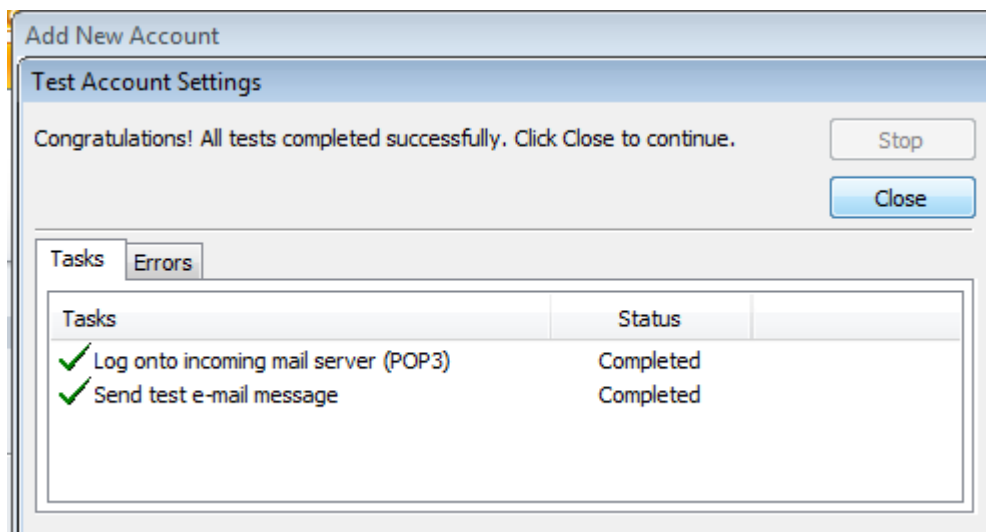 Add New Account
Test Account Settings
Congratulations! All tests completed successfully. Click Close to continue.
Stop
Close
Tasks Errors
Tasks Status
Log onto incoming mail server (POP3) Completed
Send test e-mail message Completed